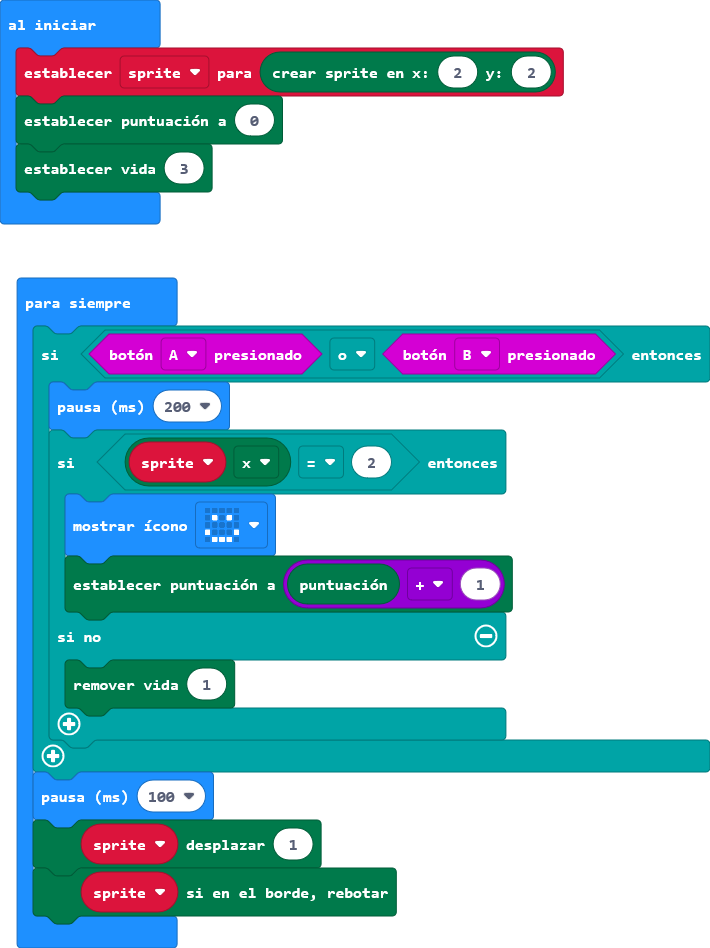 al iniciar
establecer sprite para crear sprite en x: 2 y: 2
establecer puntuación a 0
establecer vida 3
para siempre
si botón A presionado o botón B presionado entonces
pausa (ms) 200
si sprite x = 2 entonces
mostrar ícono
establecer puntuación a puntuación + 1
si no
remover vida 1
pausa (ms) 100
sprite desplazar 1
sprite si en el borde, rebotar